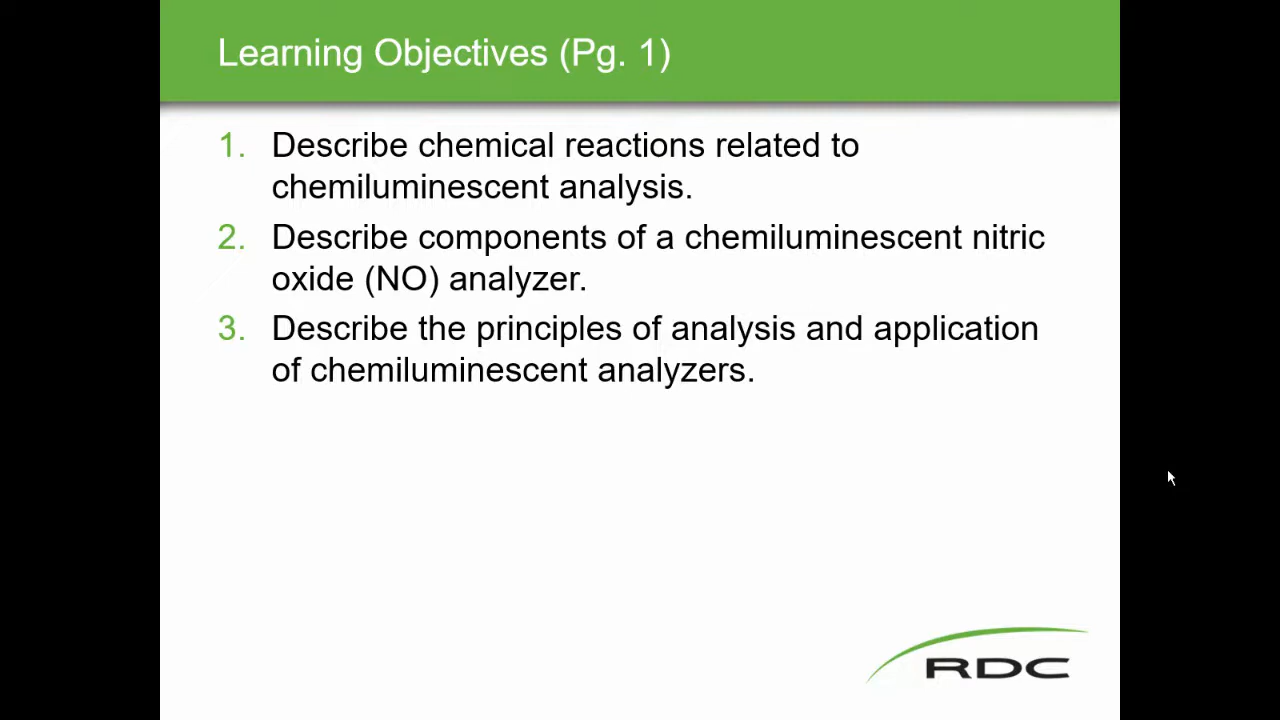 Learning Objectives (Pg. 1)
1. Describe chemical reactions related to
chemiluminescent analysis.
2. Describe components of a chemiluminescent nitric
oxide (NO) analyzer.
3. Describe the principles of analysis and application
of chemiluminescent analyzers.
RDC